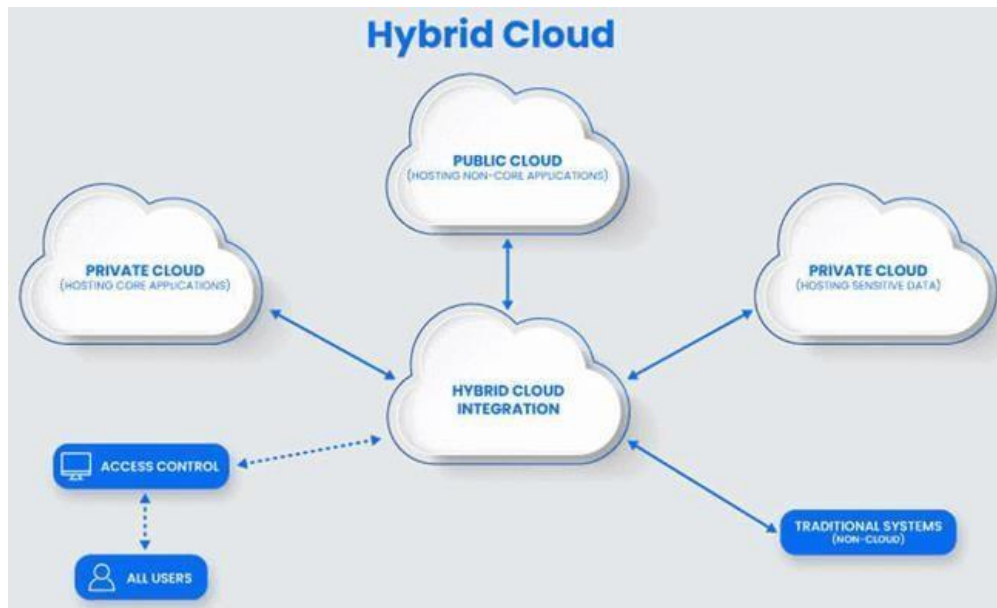 Hybrid Cloud
PUBLIC CLOUD
(HOSTING NON-CORE APPLICATIONS)
PRIVATE CLOUD
(HOSTING CORE APPLICATIONS)
PRIVATE CLOUD
(HOSTING SENSITIVE DATA)
HYBRID CLOUD
INTEGRATION
ACCESS CONTROL
TRADITIONAL SYSTEMS
(NON-CLOUD)
ALL USERS